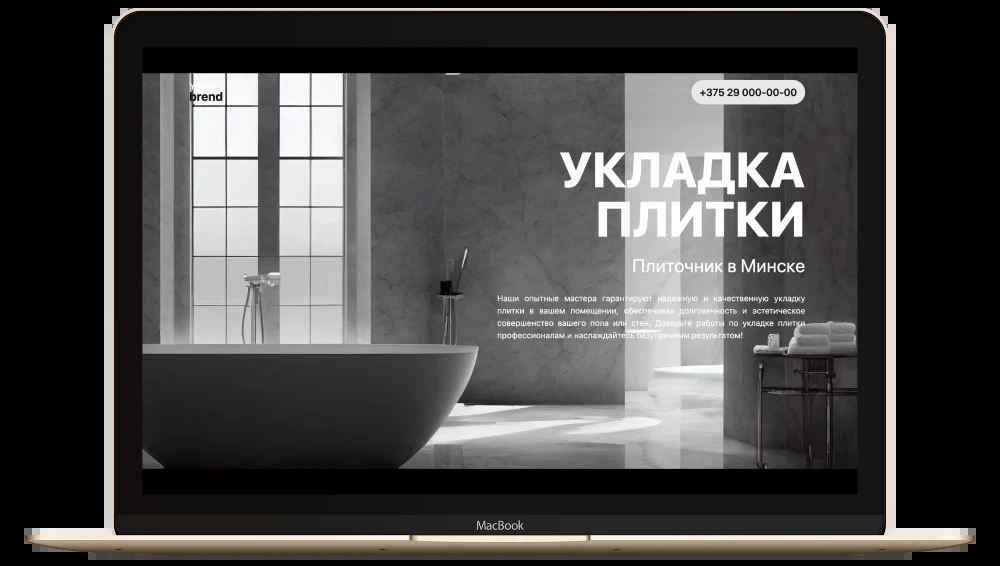 brend
+375 29 000-00-00
УКЛАДКА
ПЛИТКИ
Плиточник в Минске
Наши опытные мастера гарантируют надежную и качественную укладку
плитки в вашем помещении, обеспечивая долговечность и эстетическое
совершенство вашего пола или стен. Доверьте работы по укладке плитки
профессионалам и наслаждайтесь безупречным результатом!
MacBook